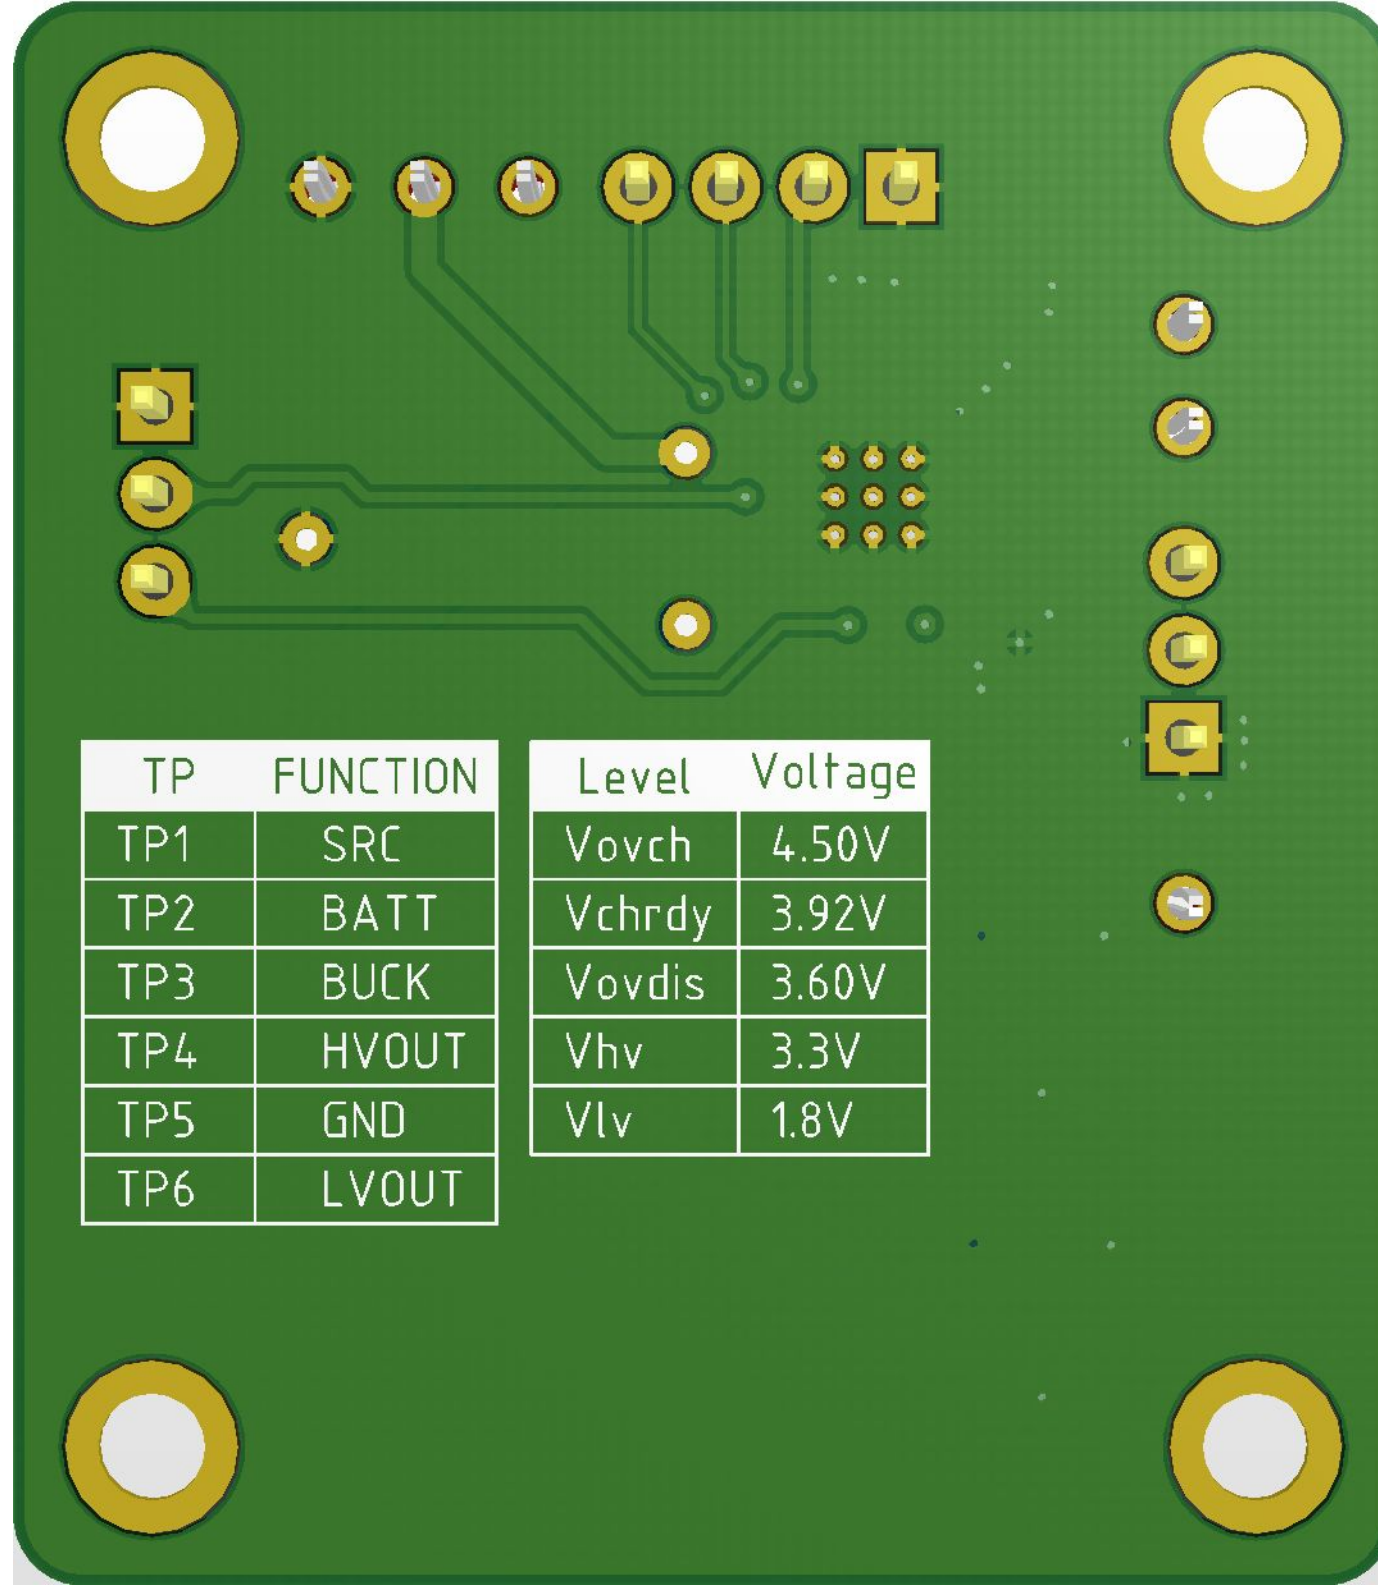 TP FUNCTION
TP1 SRC
TP2 BATT
TP3 BUCK
TP4 HVOUT
TP5 GND
TP6 LVOUT
Level Voltage
Vovch 4.50V
Vchrdy 3.92V
Vovdis 3.60V
Vhv 3.3V
Vlv 1.8V